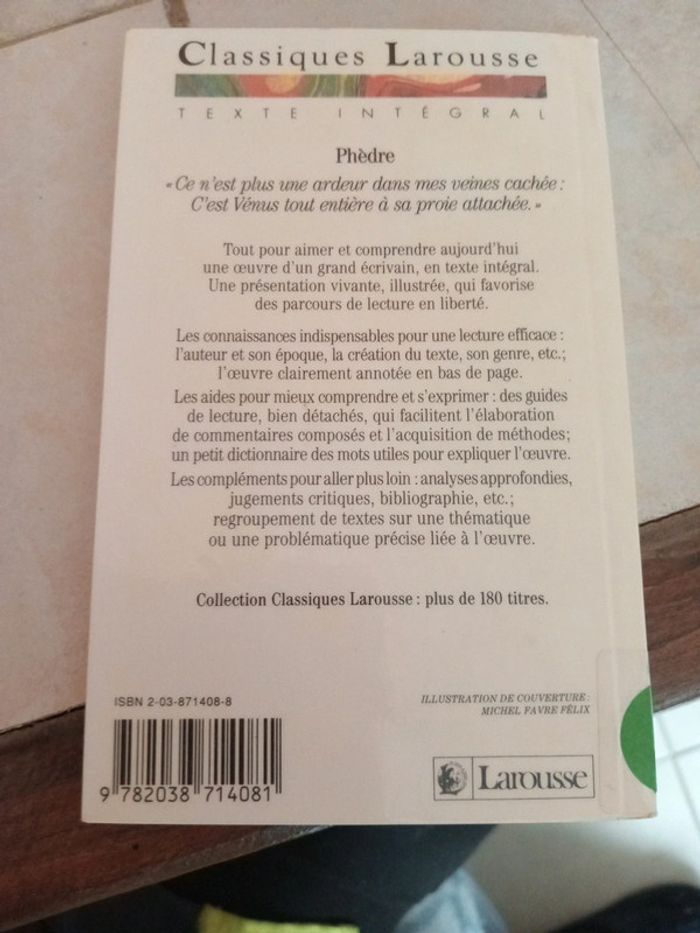 Classiques Larousse
TEXTE INTÉGRAL
Phèdre
« Ce n'est plus une ardeur dans mes veines cachée :
C'est Vénus tout entière à sa proie attachée. »
Tout pour aimer et comprendre aujourd'hui
une œuvre d'un grand écrivain, en texte intégral.
Une présentation vivante, illustrée, qui favorise
des parcours de lecture en liberté.
Les connaissances indispensables pour une lecture efficace :
l'auteur et son époque, la création du texte, son genre, etc.;
l'œuvre clairement annotée en bas de page.
Les aides pour mieux comprendre et s'exprimer : des guides
de lecture, bien détachés, qui facilitent l'élaboration
de commentaires composés et l'acquisition de méthodes;
un petit dictionnaire des mots utiles pour expliquer l'œuvre.
Les compléments pour aller plus loin : analyses approfondies,
jugements critiques, bibliographie, etc.;
regroupement de textes sur une thématique
ou une problématique précise liée à l'œuvre.
Collection Classiques Larousse : plus de 180 titres.
ISBN 2-03-871408-8
9 782038 714081
ILLUSTRATION DE COUVERTURE :
MICHEL FAVRE FÉLIX
Larousse